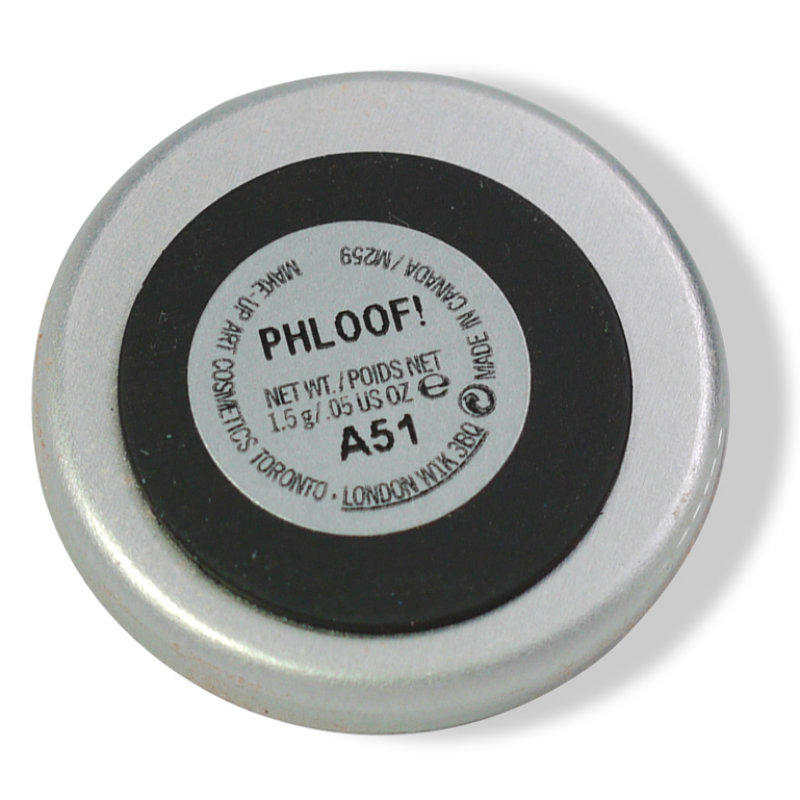 PHLOOF!
NET WT. / POIDS NET
1.5 g/ .05 US OZ e
A51
MAKE-UP ART COSMETICS TORONTO · LONDON W1K 3BQ MADE IN CANADA / M259